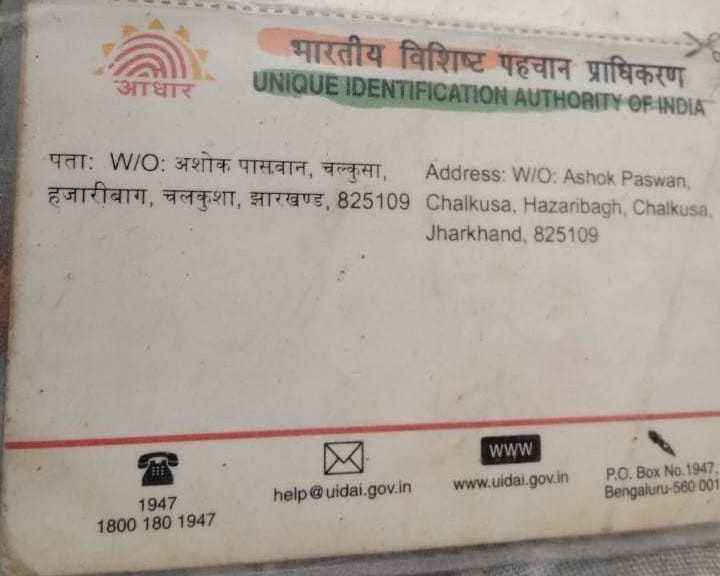 आधार
भारतीय विशिष्ट पहचान प्राधिकरण
UNIQUE IDENTIFICATION AUTHORITY OF INDIA
पता: W/O: अशोक पासवान, चल्कुसा,
हजारीबाग, चलकुशा, झारखण्ड, 825109
Address: W/O: Ashok Paswan,
Chalkusa, Hazaribagh, Chalkusa,
Jharkhand, 825109
1947
1800 180 1947
help@uidai.gov.in
www
www.uidai.gov.in
P.O. Box No.1947,
Bengaluru-560 001